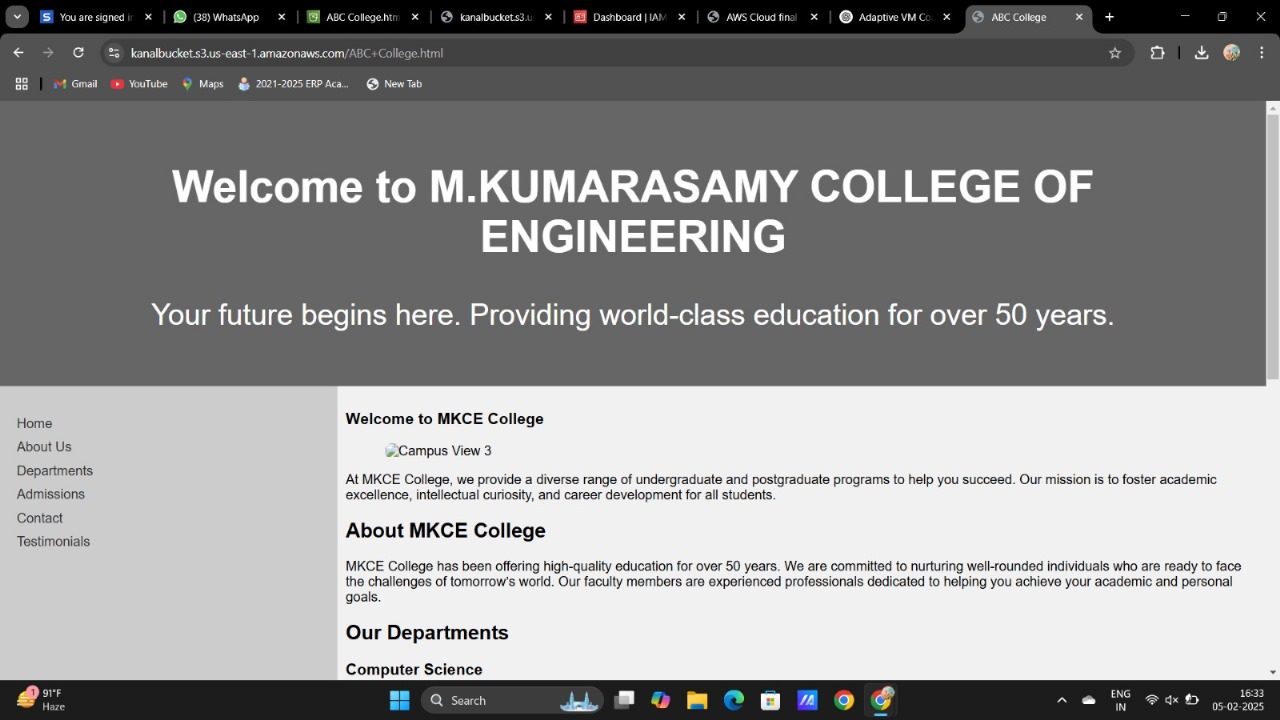 You are signed in
(38) WhatsApp
ABC College.htm
kanalbucket.s3.u
Dashboard | IAM
AWS Cloud final
Adaptive VM Co
ABC College
kanalbucket.s3.us-east-1.amazonaws.com/ABC+College.html
Gmail
YouTube
Maps
2021-2025 ERP Aca...
New Tab
Welcome to M.KUMARASAMY COLLEGE OF
ENGINEERING
Your future begins here. Providing world-class education for over 50 years.
Home
About Us
Departments
Admissions
Contact
Testimonials
Welcome to MKCE College
Campus View 3
At MKCE College, we provide a diverse range of undergraduate and postgraduate programs to help you succeed. Our mission is to foster academic
excellence, intellectual curiosity, and career development for all students.
About MKCE College
MKCE College has been offering high-quality education for over 50 years. We are committed to nurturing well-rounded individuals who are ready to face
the challenges of tomorrow's world. Our faculty members are experienced professionals dedicated to helping you achieve your academic and personal
goals.
Our Departments
Computer Science
1
91°F
Haze
Search
ENG
IN
16:33
05-02-2025